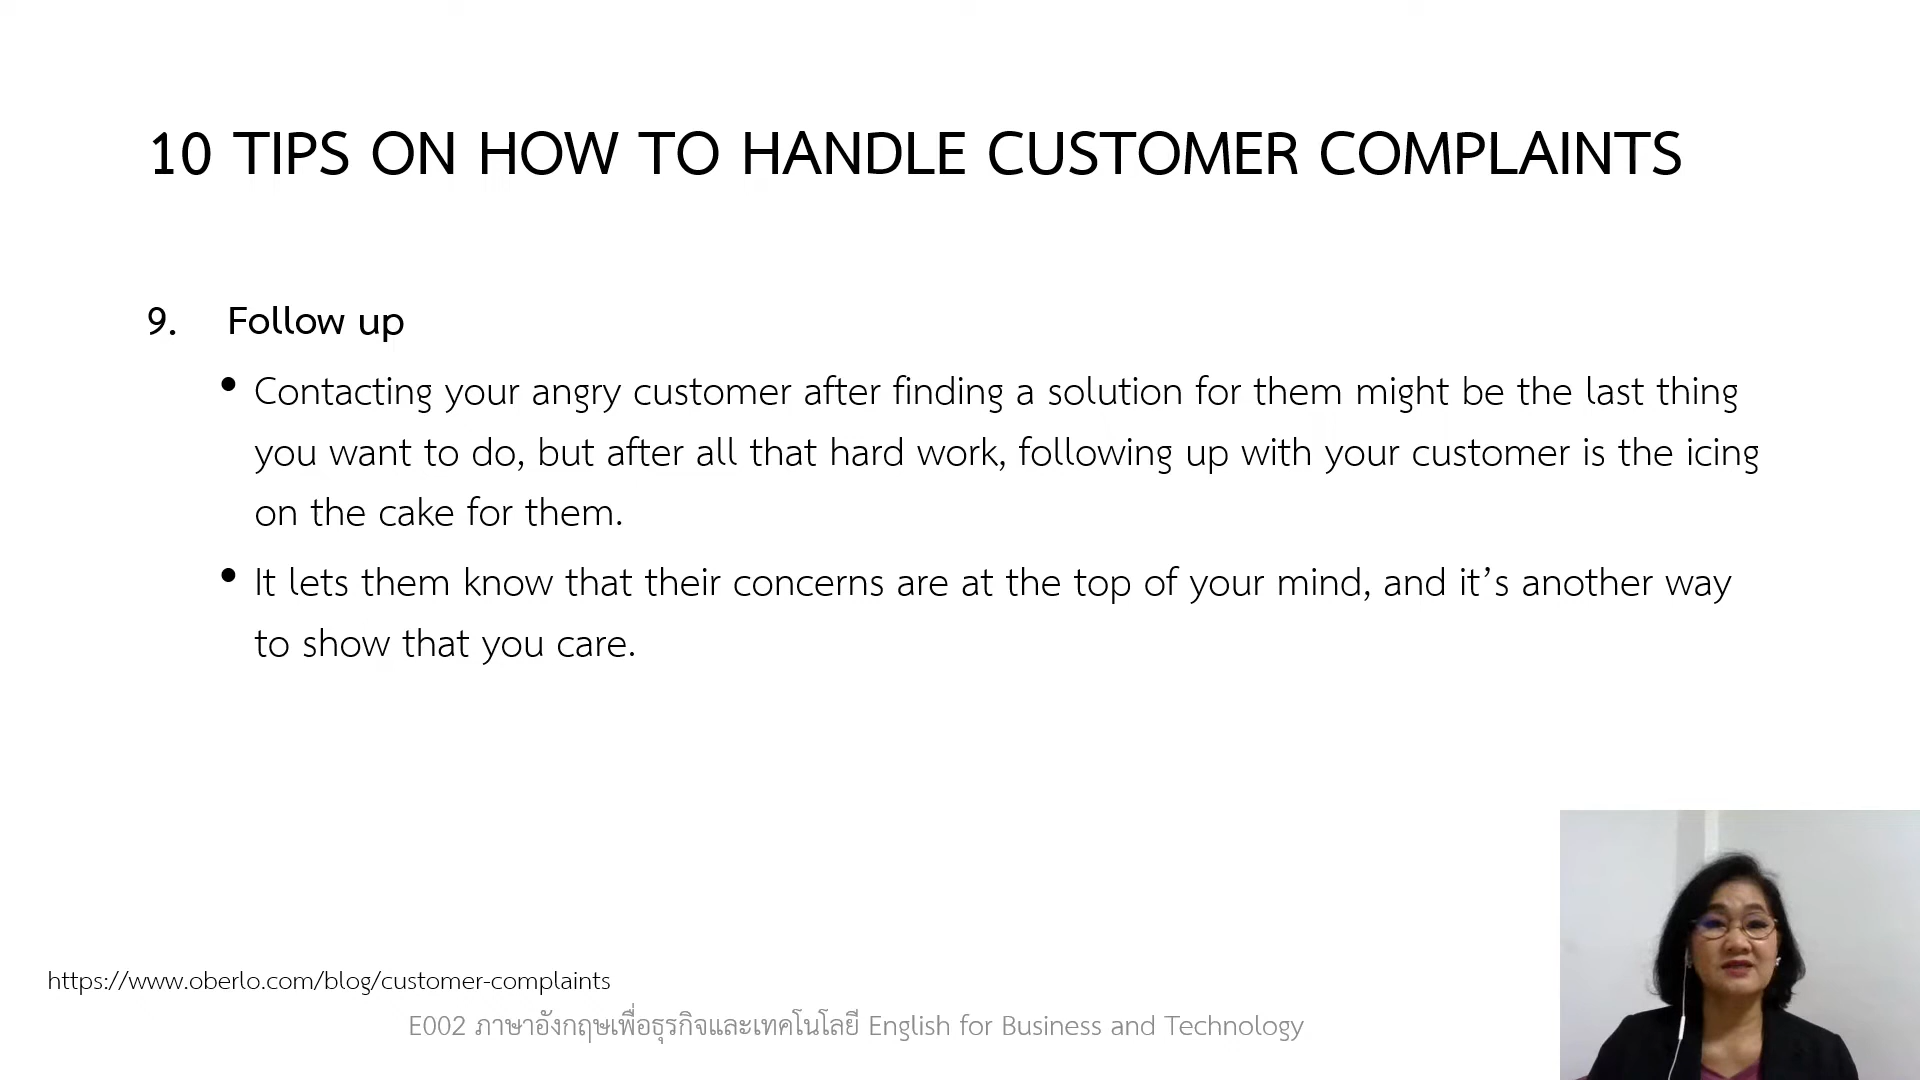 10 TIPS ON HOW TO HANDLE CUSTOMER COMPLAINTS
9. Follow up
• Contacting your angry customer after finding a solution for them might be the last thing
you want to do, but after all that hard work, following up with your customer is the icing
on the cake for them.
• It lets them know that their concerns are at the top of your mind, and it’s another way
to show that you care.
https://www.oberlo.com/blog/customer-complaints
E002 ภาษาอังกฤษเพื่อธุรกิจและเทคโนโลยี English for Business and Technology